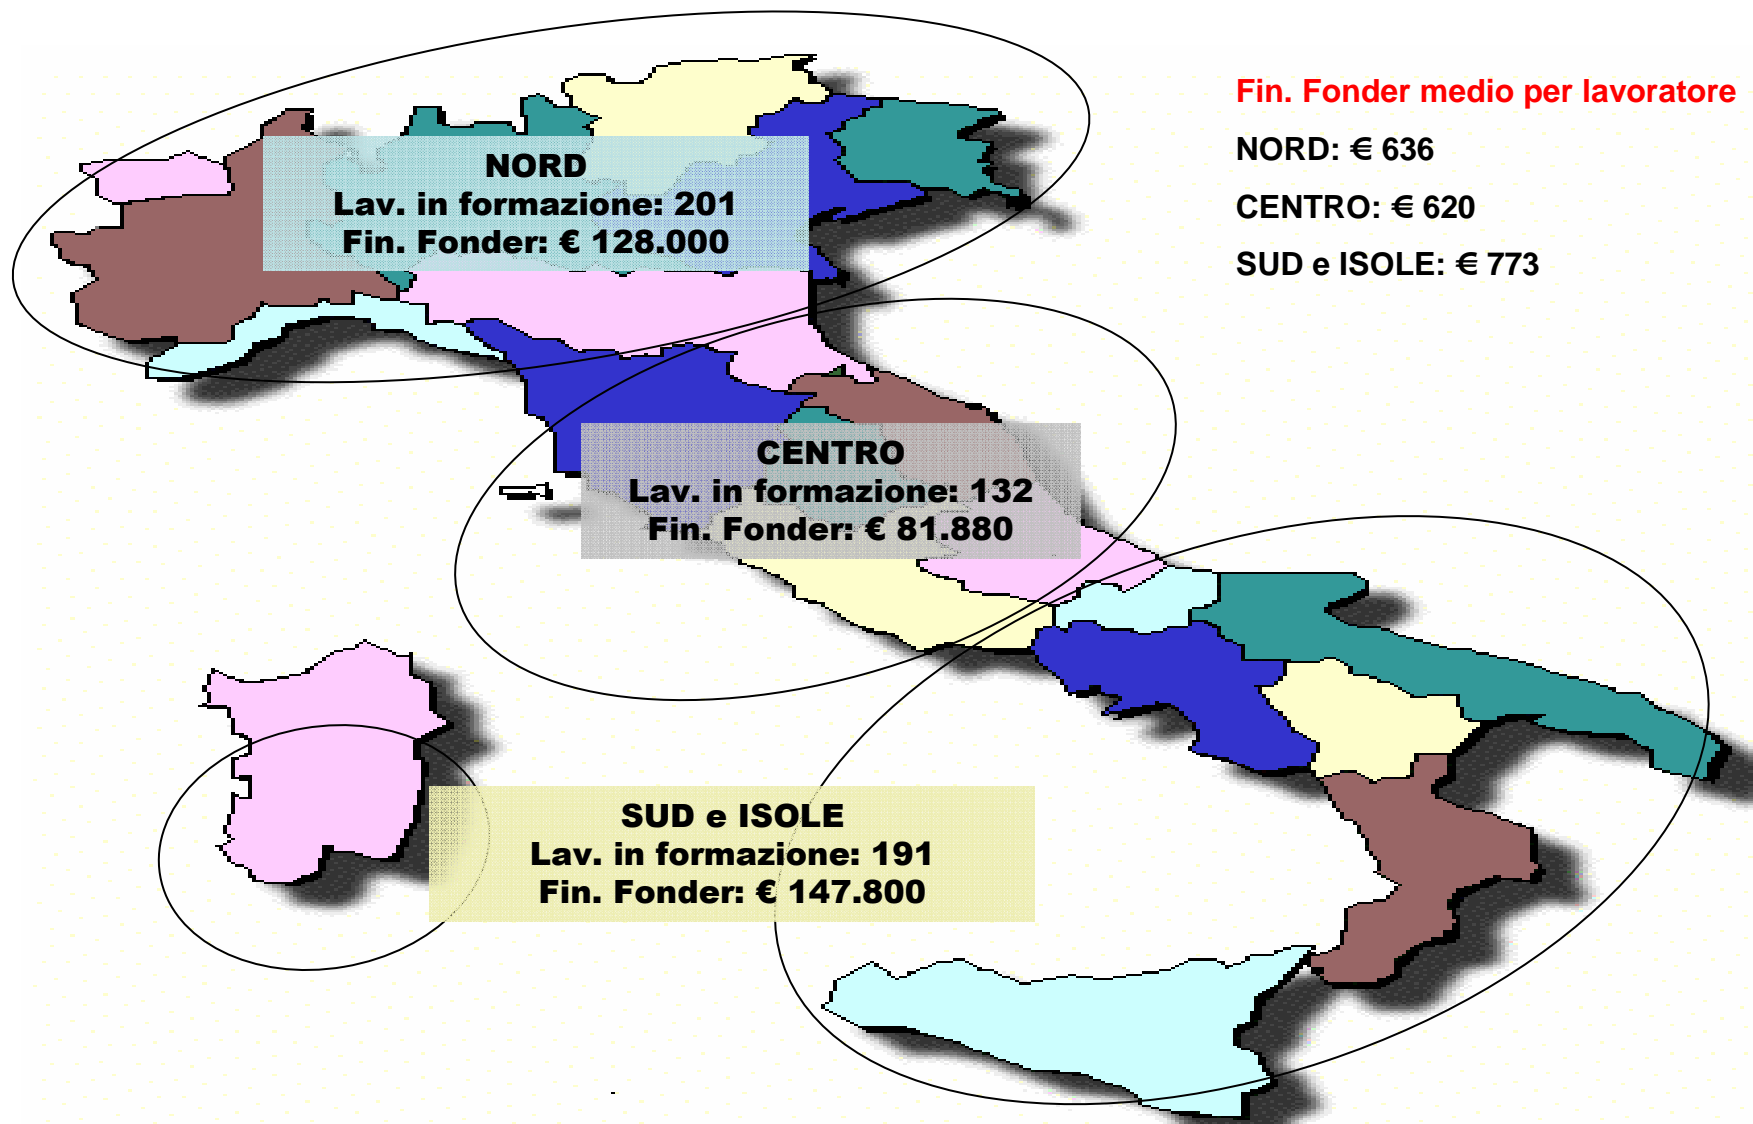 Fin. Fonder medio per lavoratore
NORD: € 636
CENTRO: € 620
SUD e ISOLE: € 773
NORD
Lav. in formazione: 201
Fin. Fonder: € 128.000
CENTRO
Lav. in formazione: 132
Fin. Fonder: € 81.880
SUD e ISOLE
Lav. in formazione: 191
Fin. Fonder: € 147.800